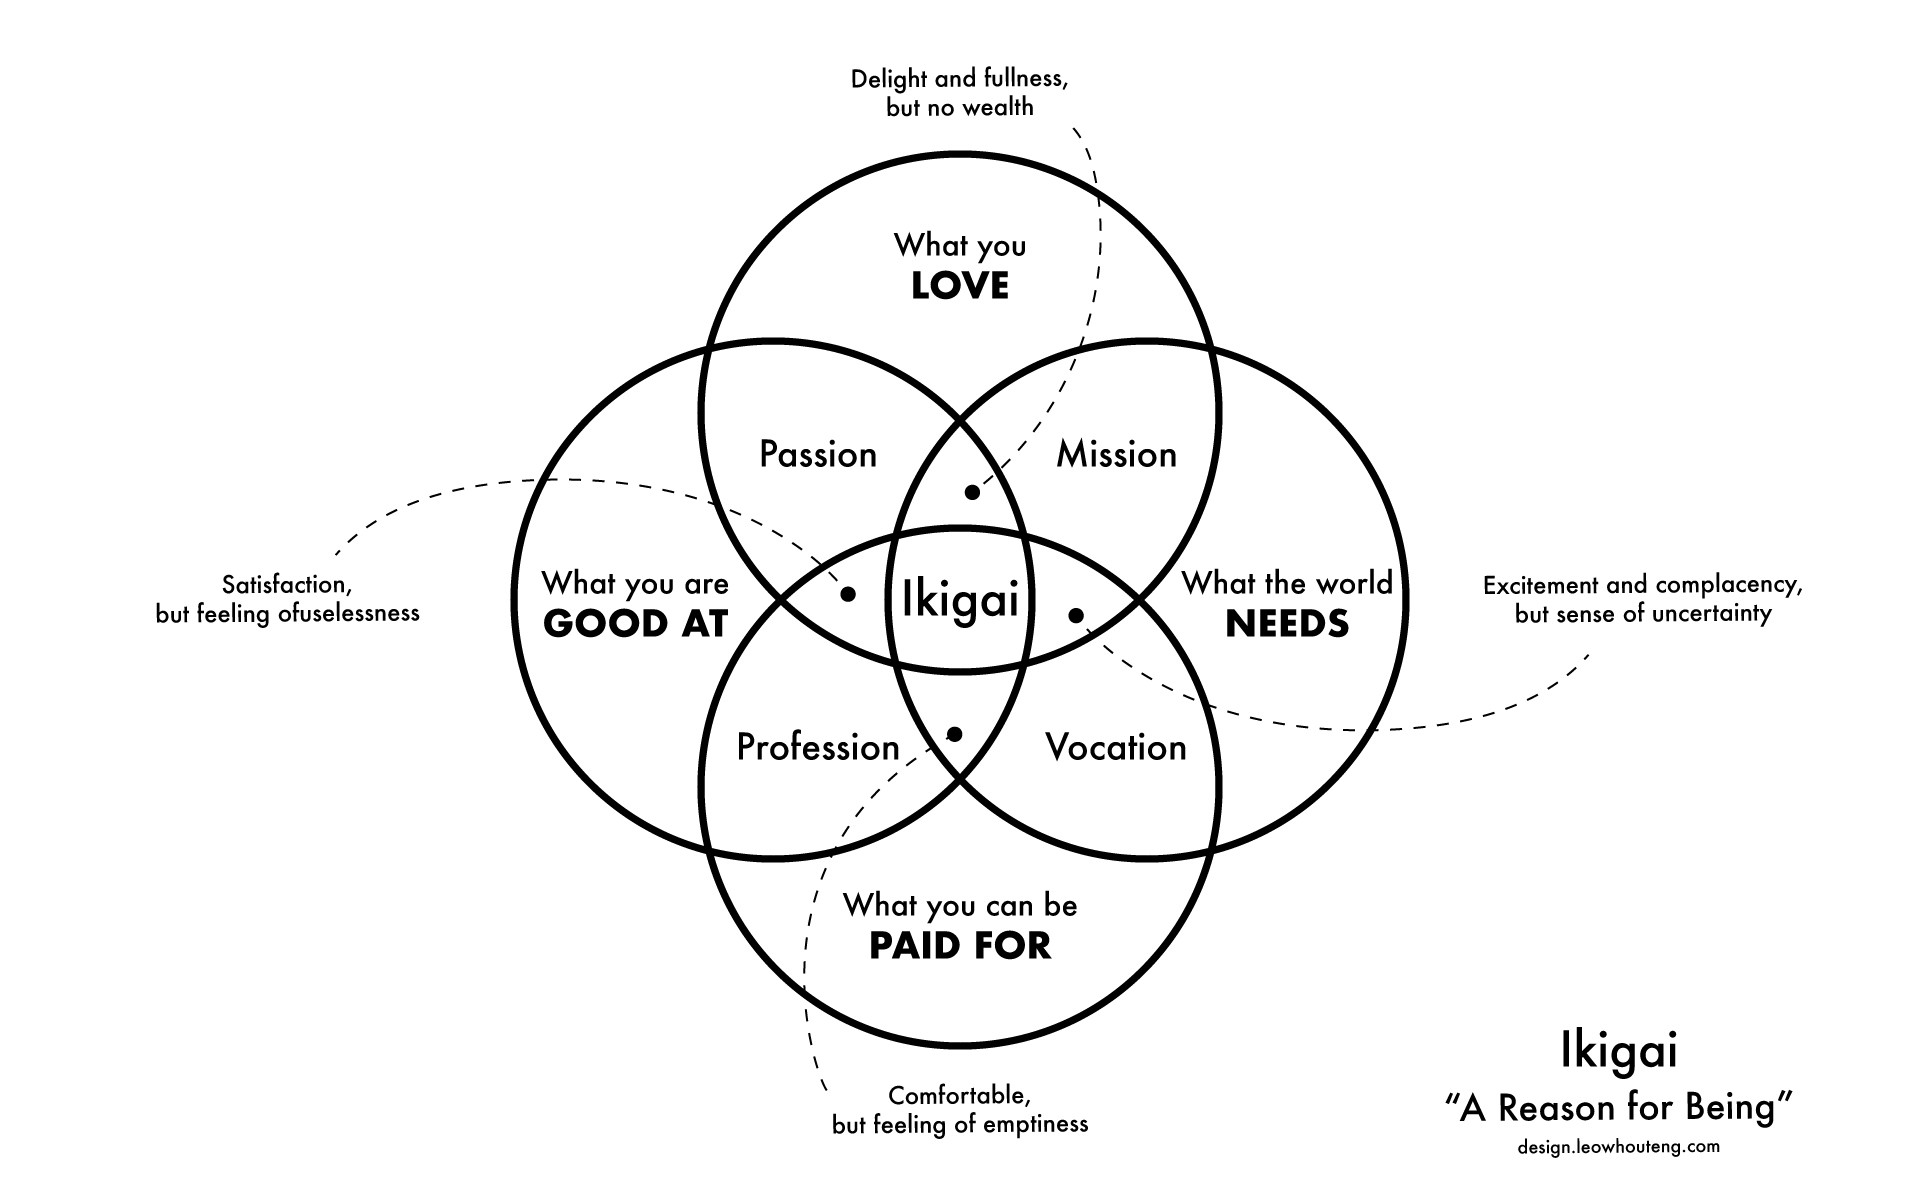 Delight and fullness,
but no wealth
What you
LOVE
Passion
Mission
Satisfaction,
but feeling ofuselessness
What you are
GOOD AT
Ikigai
What the world
NEEDS
Excitement and complacency,
but sense of uncertainty
Profession
Vocation
What you can be
PAID FOR
Comfortable,
but feeling of emptiness
Ikigai
“A Reason for Being”
design.leowhouteng.com